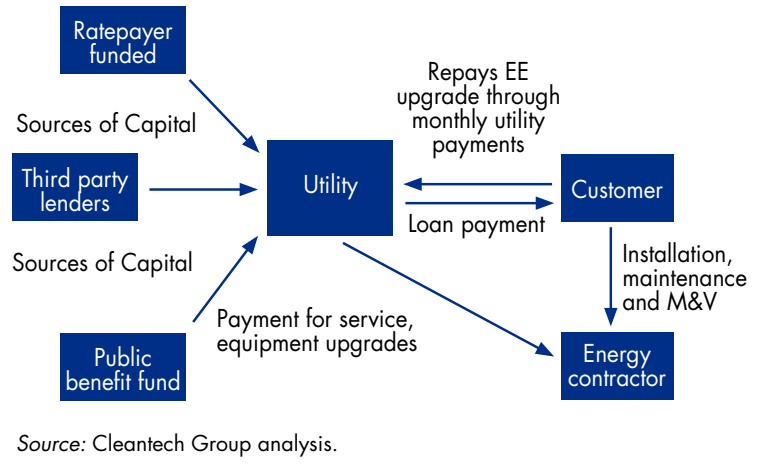 Ratepayer
funded
Sources of Capital
Third party
lenders
Sources of Capital
Public
benefit fund
Utility
Repays EE
upgrade through
monthly utility
payments
Loan payment
Customer
Installation,
maintenance
and M&V
Payment for service,
equipment upgrades
Energy
contractor
Source: Cleantech Group analysis.